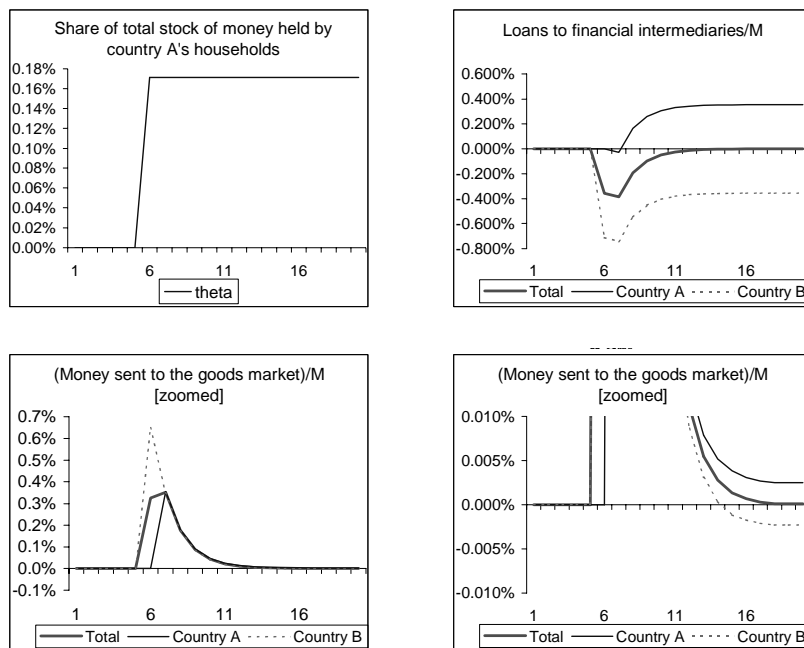 Share of total stock of money held by
country A's households
0.18%
0.16%
0.14%
0.12%
0.10%
0.08%
0.06%
0.04%
0.02%
0.00%
1 6 11 16
theta
Loans to financial intermediaries/M
0.600%
0.400%
0.200%
0.000%
-0.200%
-0.400%
-0.600%
-0.800%
1 6 11 16
Total Country A Country B
(Money sent to the goods market)/M
[zoomed]
0.7%
0.6%
0.5%
0.4%
0.3%
0.2%
0.1%
0.0%
-0.1%
1 6 11 16
Total Country A Country B
(Money sent to the goods market)/M
[zoomed]
0.010%
0.005%
0.000%
-0.005%
-0.010%
1 6 11 16
Total Country A Country B